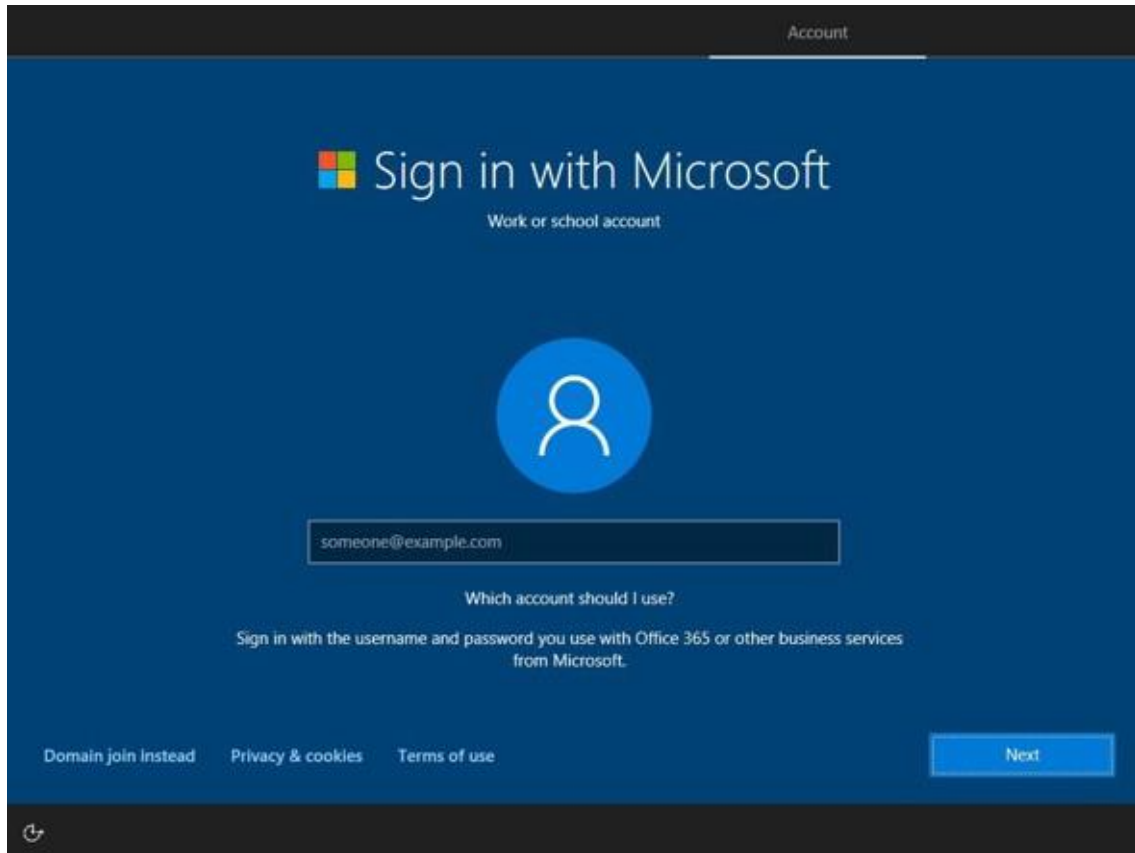 Account
Sign in with Microsoft
Work or school account
someone@example.com
Which account should I use?
Sign in with the username and password you use with Office 365 or other business services
from Microsoft.
Domain join instead Privacy & cookies Terms of use Next